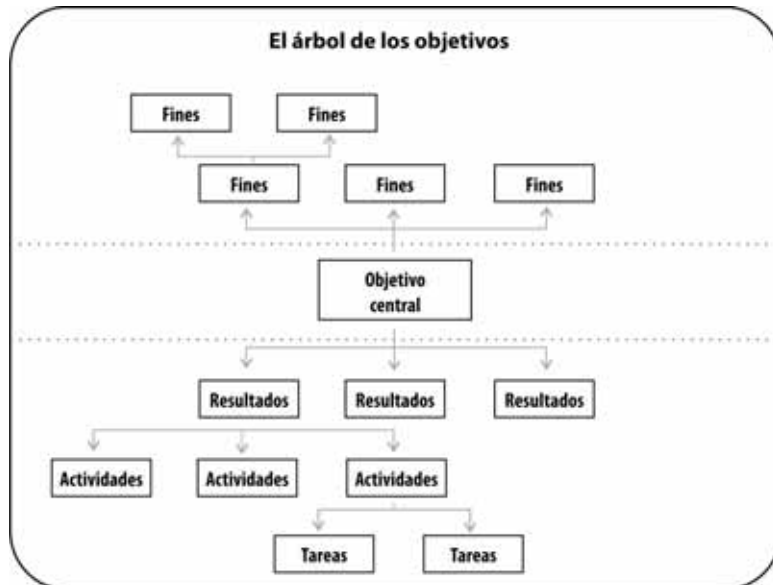 El árbol de los objetivos
Fines Fines
Fines Fines Fines
Objetivo
central
Resultados Resultados Resultados
Actividades Actividades Actividades
Tareas Tareas